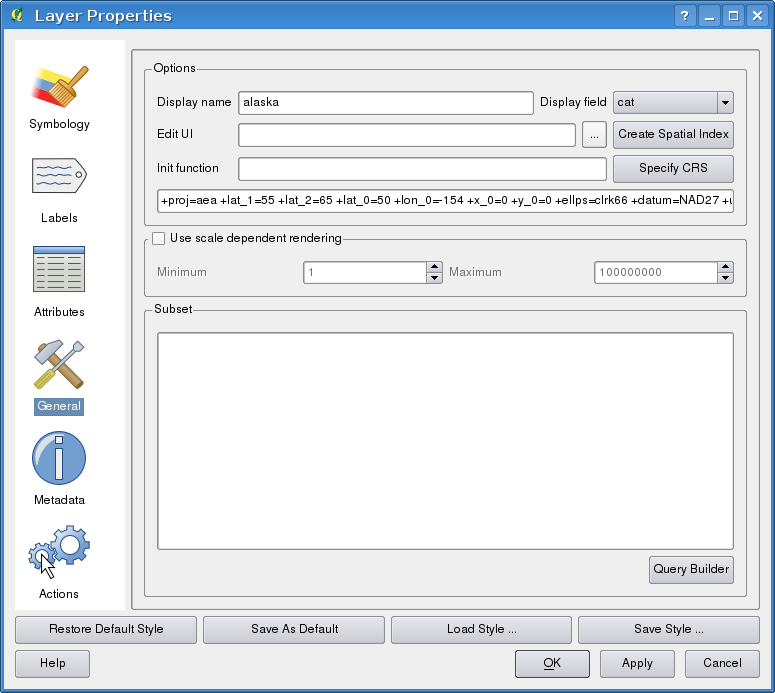 Layer Properties
Symbology
Labels
Attributes
General
Metadata
Actions
Options
Display name alaska Display field cat
Edit UI ... Create Spatial Index
Init function Specify CRS
+proj=aea +lat_1=55 +lat_2=65 +lat_0=50 +lon_0=-154 +x_0=0 +y_0=0 +ellps=clrk66 +datum=NAD27 +u
Use scale dependent rendering
Minimum 1 Maximum 100000000
Subset
Query Builder
Restore Default Style Save As Default Load Style ... Save Style ...
Help OK Apply Cancel